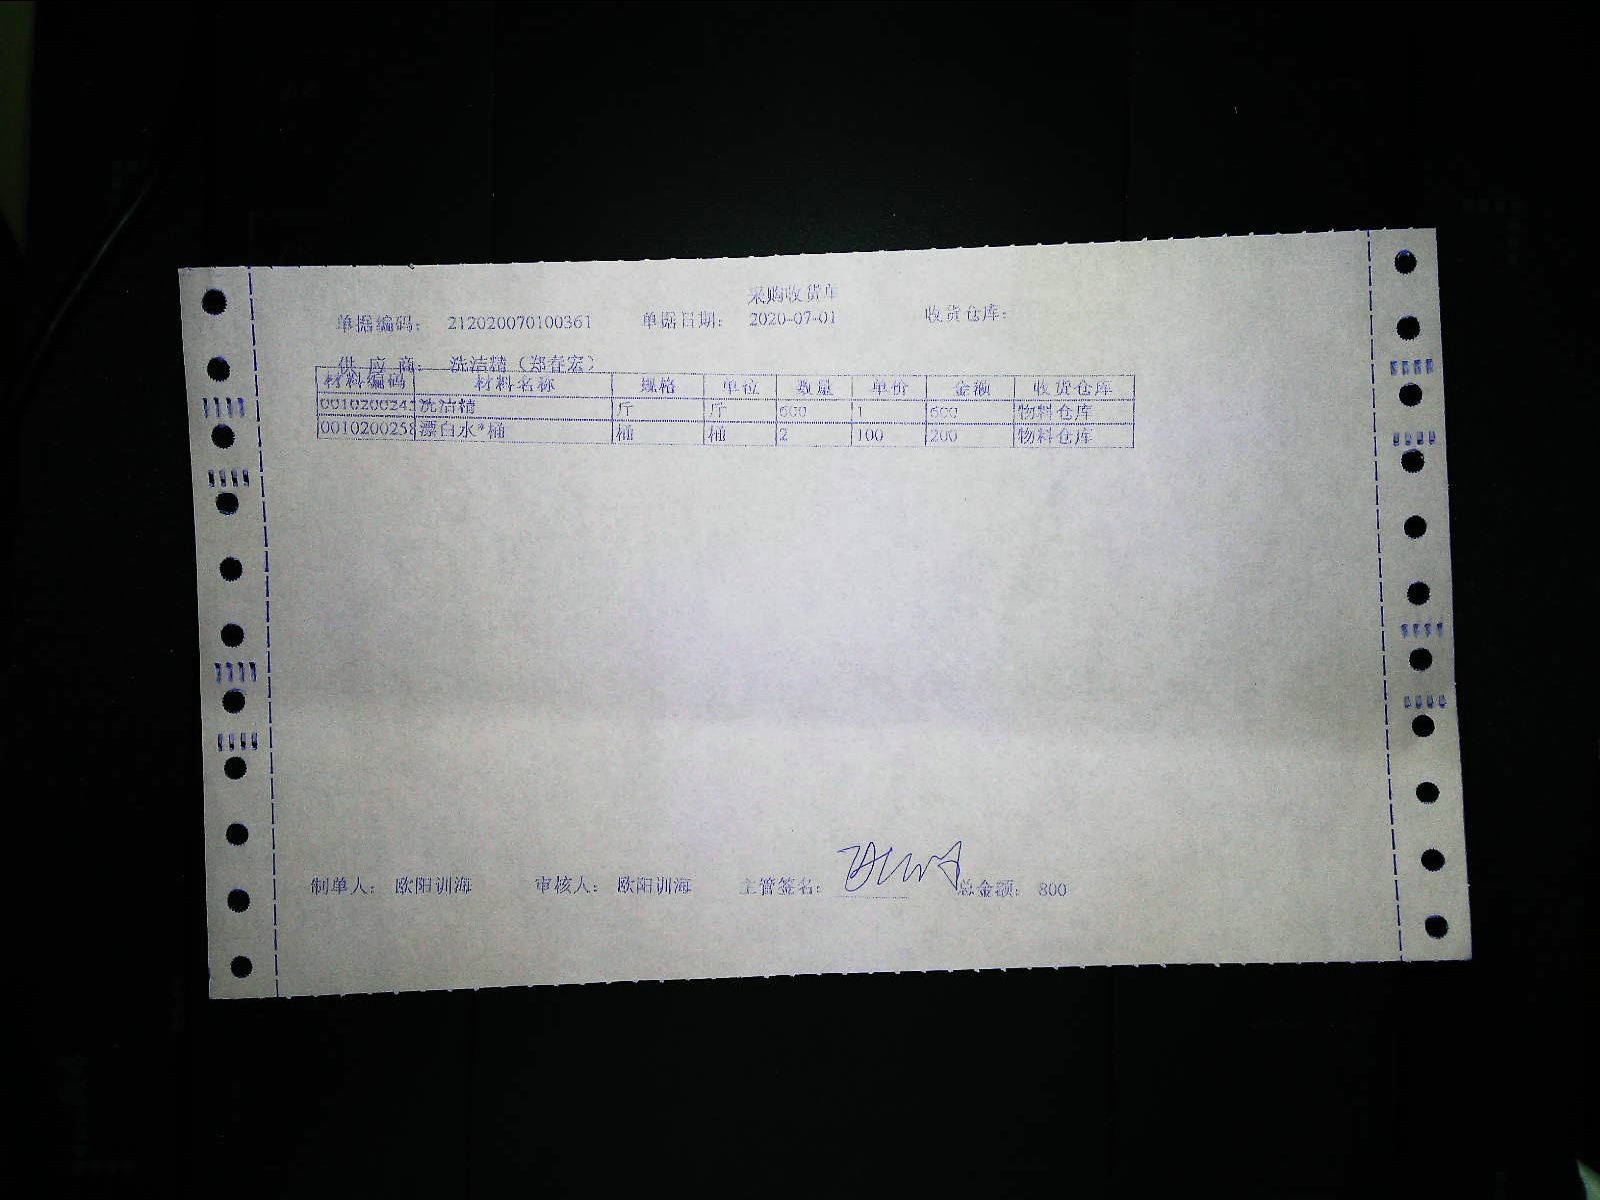 采购收货单
单据编码： 212020070100361 单据日期： 2020-07-01 收货仓库：
供 应 商： 洗洁精（郑春宏）
材料编码 材料名称 规格 单位 数量 单价 金额 收货仓库
洗洁精 斤 斤 600 1 600 物料仓库
0010200258 漂白水*桶 桶 桶 2 100 200 物料仓库
制单人： 欧阳训海 审核人： 欧阳训海 主管签名： 总金额： 800